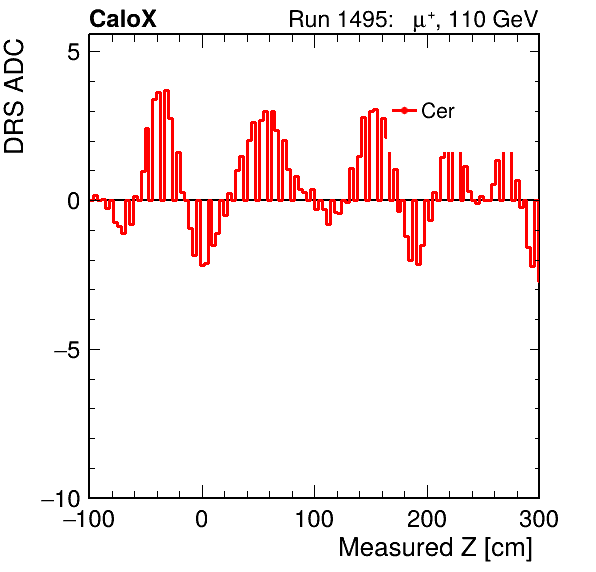 CaloX Run 1495: μ⁺, 110 GeV
DRS ADC
Cer
5
0
−5
−10
−100 0 100 200 300
Measured Z [cm]